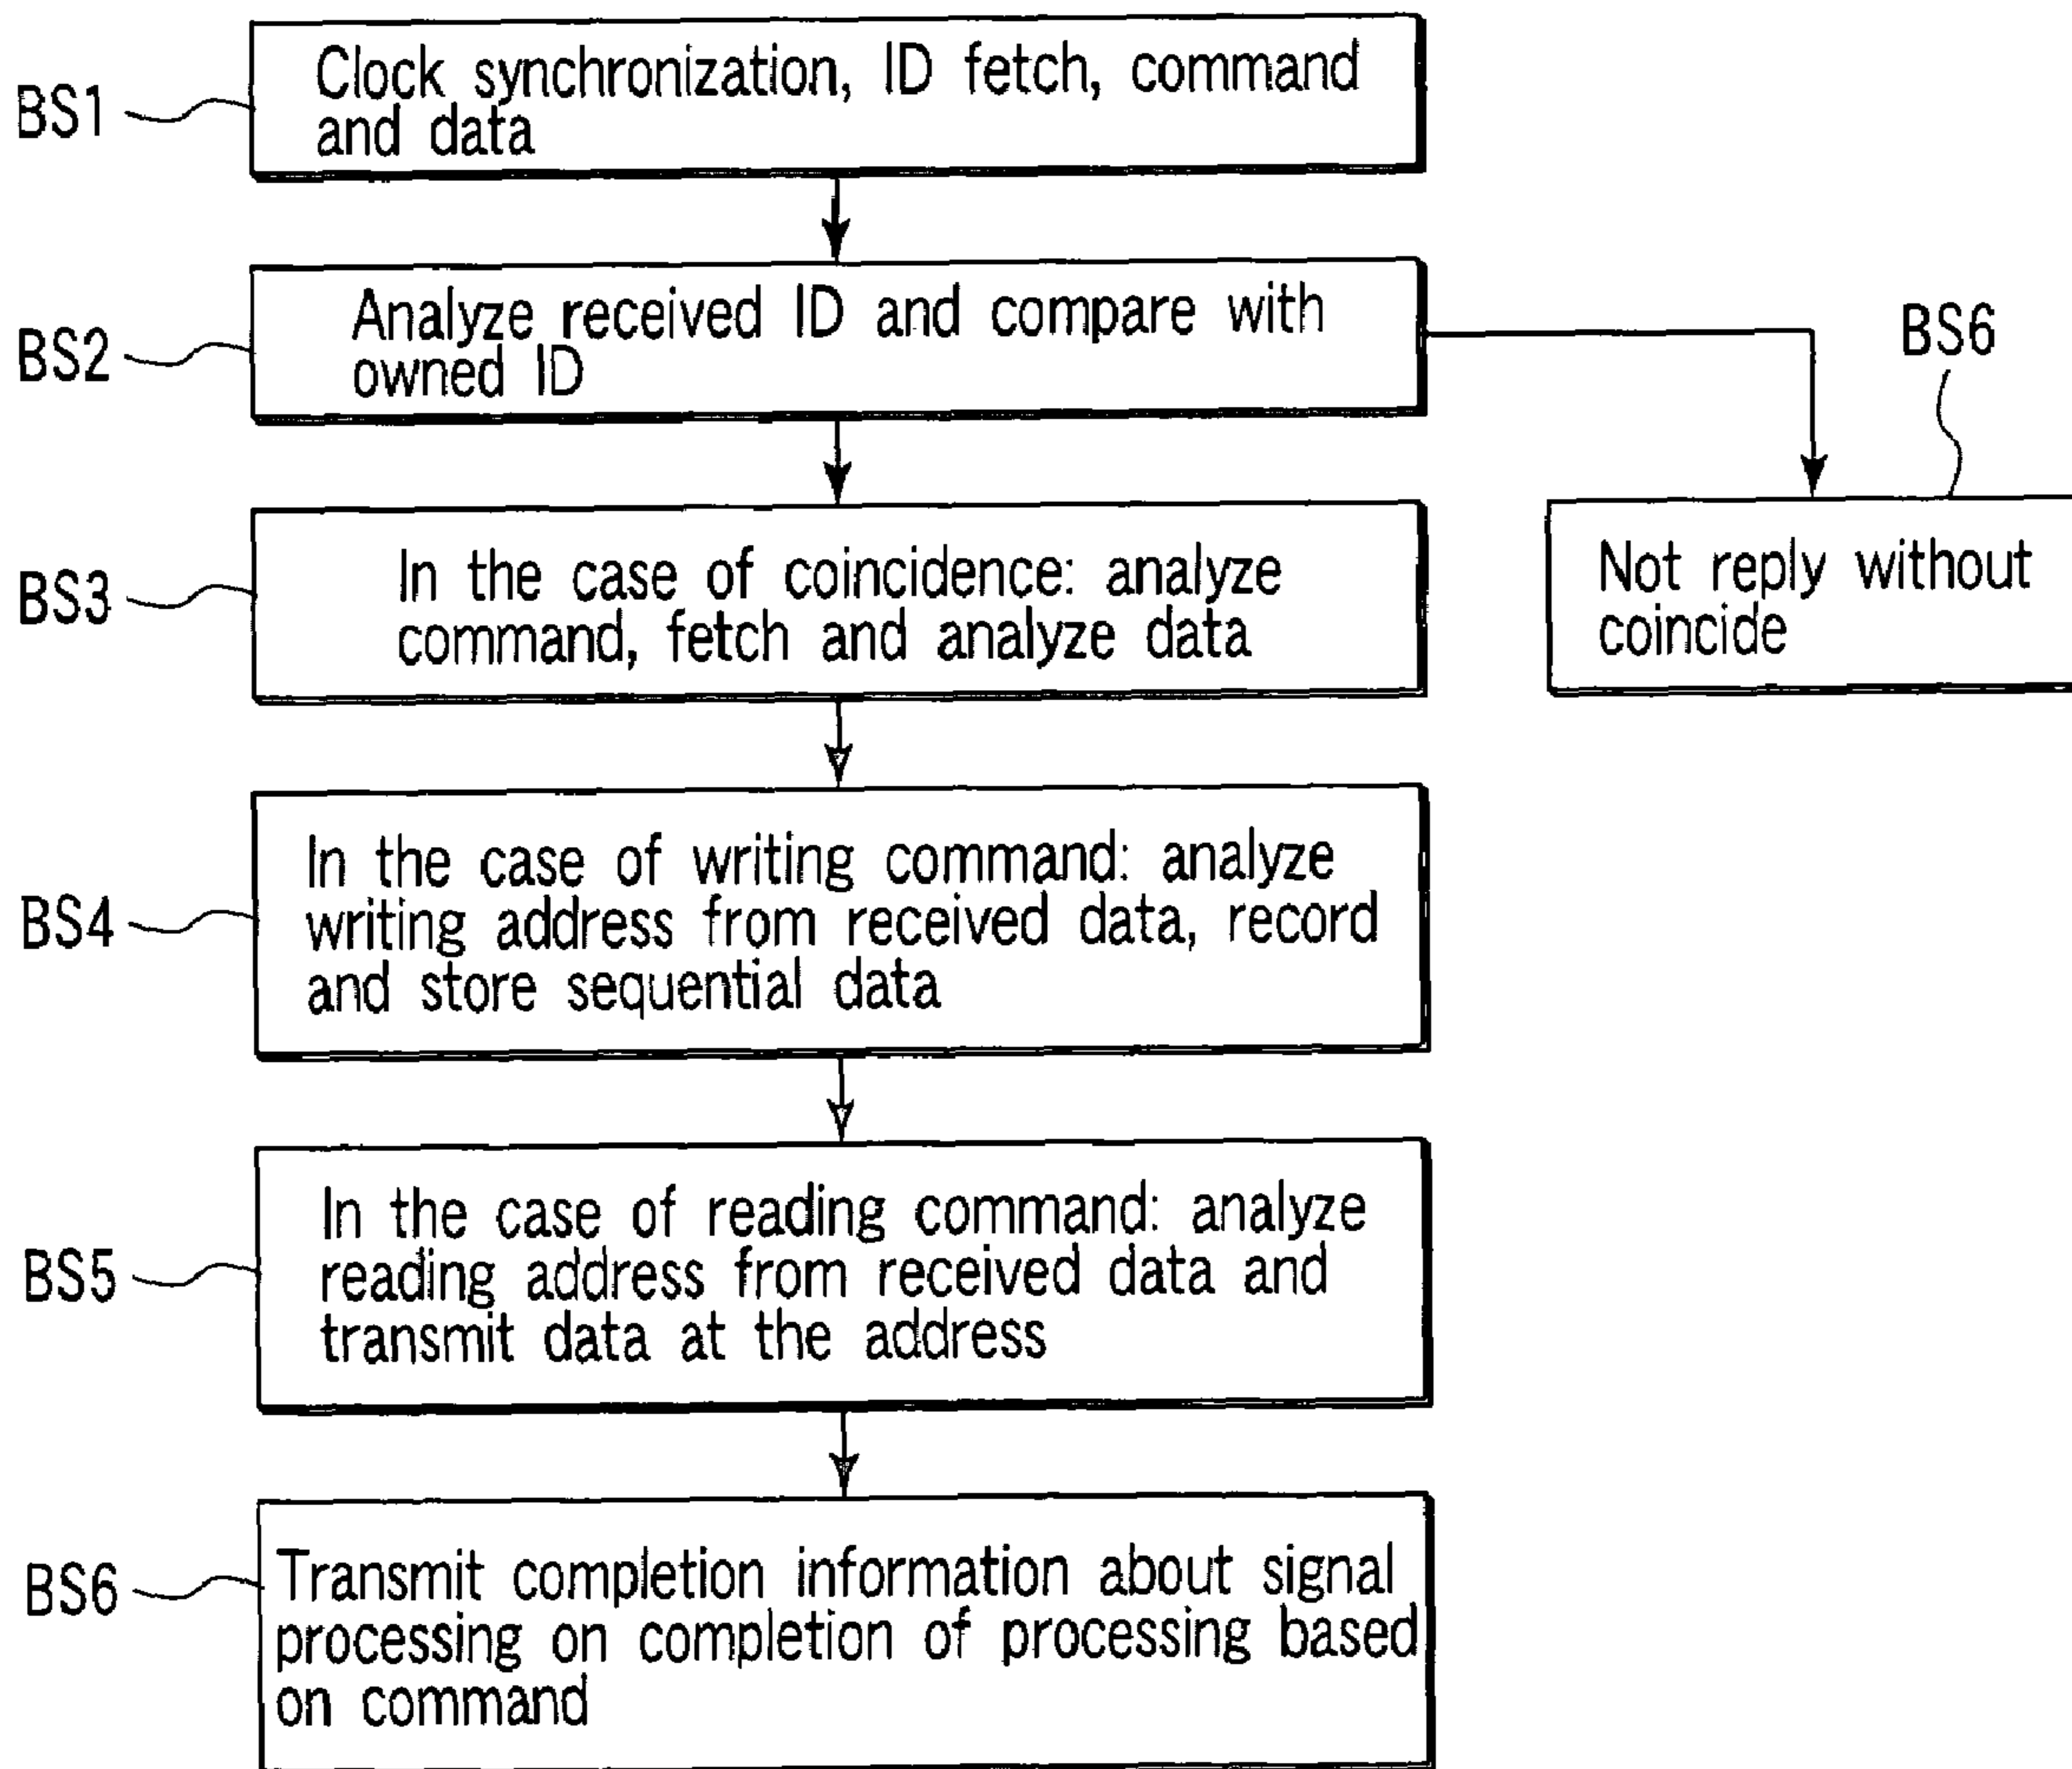 BS1
Clock synchronization, ID fetch, command
and data
BS2
Analyze received ID and compare with
owned ID
BS6
BS3
In the case of coincidence: analyze
command, fetch and analyze data
Not reply without
coincide
BS4
In the case of writing command: analyze
writing address from received data, record
and store sequential data
BS5
In the case of reading command: analyze
reading address from received data and
transmit data at the address
BS6
Transmit completion information about signal
processing on completion of processing based
on command